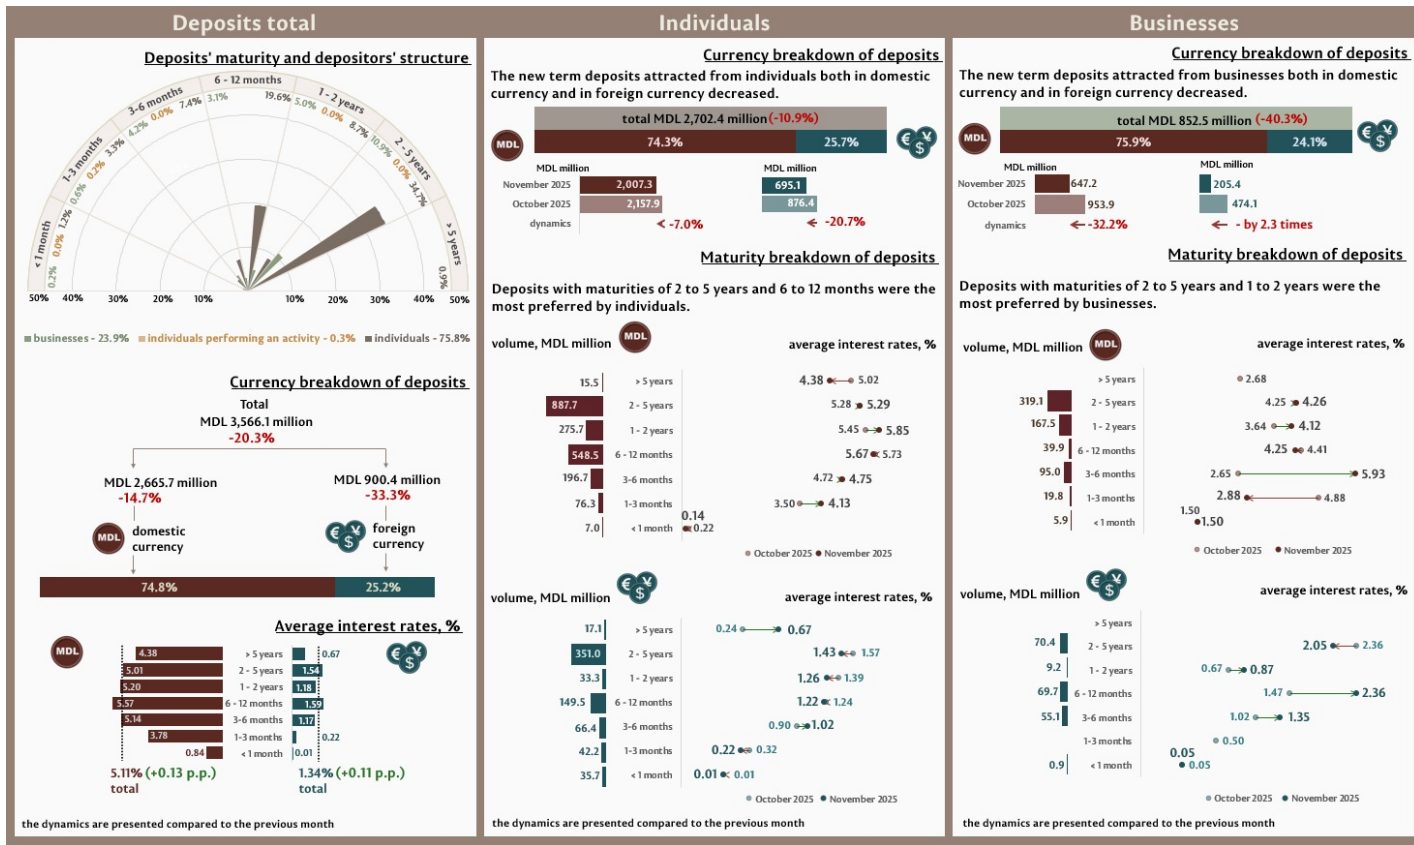 Deposits total
Deposits' maturity and depositors' structure
< 1 month
1-3 months
3-6 months
6 - 12 months
1 - 2 years
2 - 5 years
> 5 years
0.2%
0.0%
1.2%
0.6%
0.2%
3.3%
4.2%
0.0%
7.4%
3.1%
19.6%
5.0%
0.0%
8.7%
10.9%
0.0%
34.7%
0.9%
50% 40% 30% 20% 10% 10% 20% 30% 40% 50%
businesses - 23.9% individuals performing an activity - 0.3% individuals - 75.8%
Currency breakdown of deposits
Total
MDL 3,566.1 million
-20.3%
MDL 2,665.7 million MDL 900.4 million
-14.7% -33.3%
MDL domestic currency
€ ¥ $ foreign currency
74.8% 25.2%
Average interest rates, %
MDL € ¥ $
4.38 > 5 years 0.67
5.01 2 - 5 years 1.54
5.20 1 - 2 years 1.18
5.57 6 - 12 months 1.59
5.14 3-6 months 1.17
3.78 1-3 months 0.22
0.84 < 1 month 0.01
5.11% (+0.13 p.p.) 1.34% (+0.11 p.p.)
total total
the dynamics are presented compared to the previous month
Individuals
Currency breakdown of deposits
The new term deposits attracted from individuals both in domestic
currency and in foreign currency decreased.
total MDL 2,702.4 million (-10.9%)
MDL 74.3% 25.7% € ¥ $
MDL million MDL million
November 2025 2,007.3 695.1
October 2025 2,157.9 876.4
dynamics -7.0% -20.7%
Maturity breakdown of deposits
Deposits with maturities of 2 to 5 years and 6 to 12 months were the
most preferred by individuals.
volume, MDL million MDL average interest rates, %
15.5 > 5 years 4.38 5.02
887.7 2 - 5 years 5.28 5.29
275.7 1 - 2 years 5.45 5.85
548.5 6 - 12 months 5.67 5.73
196.7 3-6 months 4.72 4.75
76.3 1-3 months 3.50 4.13
7.0 < 1 month 0.14 0.22
October 2025 November 2025
volume, MDL million € ¥ $ average interest rates, %
17.1 > 5 years 0.24 0.67
351.0 2 - 5 years 1.43 1.57
33.3 1 - 2 years 1.26 1.39
149.5 6 - 12 months 1.22 1.24
66.4 3-6 months 0.90 1.02
42.2 1-3 months 0.22 0.32
35.7 < 1 month 0.01 0.01
October 2025 November 2025
the dynamics are presented compared to the previous month
Businesses
Currency breakdown of deposits
The new term deposits attracted from businesses both in domestic
currency and in foreign currency decreased.
total MDL 852.5 million (-40.3%)
MDL 75.9% 24.1% € ¥ $
MDL million MDL million
November 2025 647.2 205.4
October 2025 953.9 474.1
dynamics -32.2% - by 2.3 times
Maturity breakdown of deposits
Deposits with maturities of 2 to 5 years and 1 to 2 years were the
most preferred by businesses.
volume, MDL million MDL average interest rates, %
> 5 years 2.68
319.1 2 - 5 years 4.25 4.26
167.5 1 - 2 years 3.64 4.12
39.9 6 - 12 months 4.25 4.41
95.0 3-6 months 2.65 5.93
19.8 1-3 months 2.88 4.88
5.9 < 1 month 1.50 1.50
October 2025 November 2025
volume, MDL million € ¥ $ average interest rates, %
> 5 years
70.4 2 - 5 years 2.05 2.36
9.2 1 - 2 years 0.67 0.87
69.7 6 - 12 months 1.47 2.36
55.1 3-6 months 1.02 1.35
1-3 months 0.50
0.9 < 1 month 0.05 0.05
October 2025 November 2025
the dynamics are presented compared to the previous month